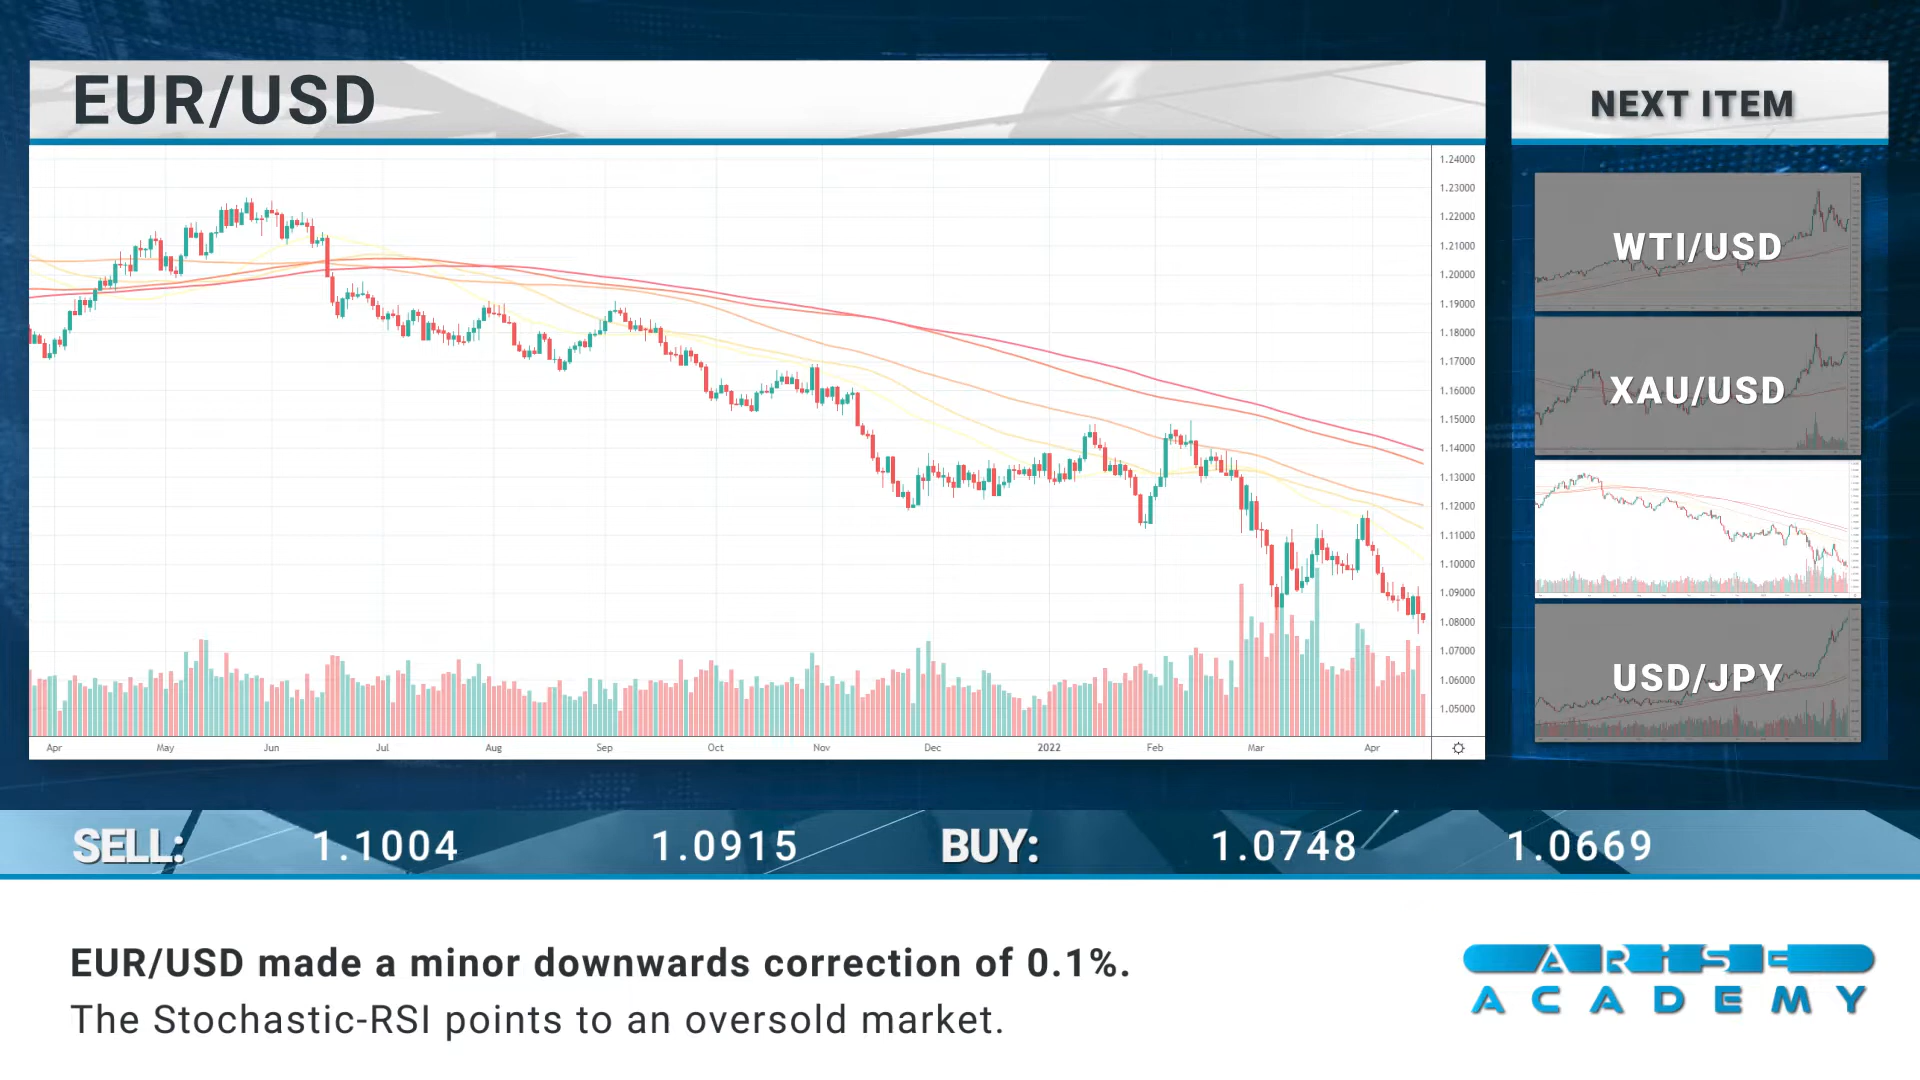 EUR/USD
NEXT ITEM
1.24000
1.23000
1.22000
1.21000
1.20000
1.19000
1.18000
1.17000
1.16000
1.15000
1.14000
1.13000
1.12000
1.11000
1.10000
1.09000
1.08000
1.07000
1.06000
1.05000
Apr May Jun Jul Aug Sep Oct Nov Dec 2022 Feb Mar Apr
WTI/USD
XAU/USD
USD/JPY
SELL: 1.1004 1.0915 BUY: 1.0748 1.0669
EUR/USD made a minor downwards correction of 0.1%.
The Stochastic-RSI points to an oversold market.
ARISE
ACADEMY